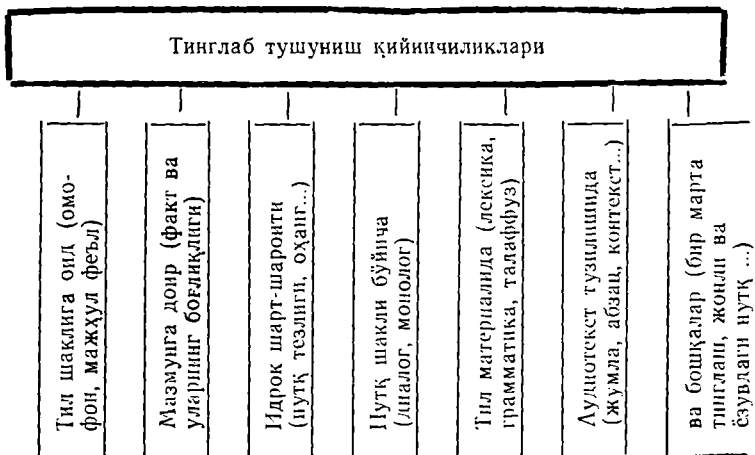 Тинглаб тушуниш қийинчиликлари
Тил шаклига оид (омо-
фон, мажҳул феъл)
Мазмунга доир (факт ва
уларнинг боғлиқлиги)
Идрок шарт-шароити
(нутқ тезлиги, оҳанг...)
Нутқ шакли бўйича
(диалог, монолог)
Тил материалида (лексика,
грамматика, талаффуз)
Аудиотекст тузилишида
(жумла, абзац, контекст...)
ва бошқалар (бир марта
тинглаш, жонли ва
ёзувдаги нутқ ...)